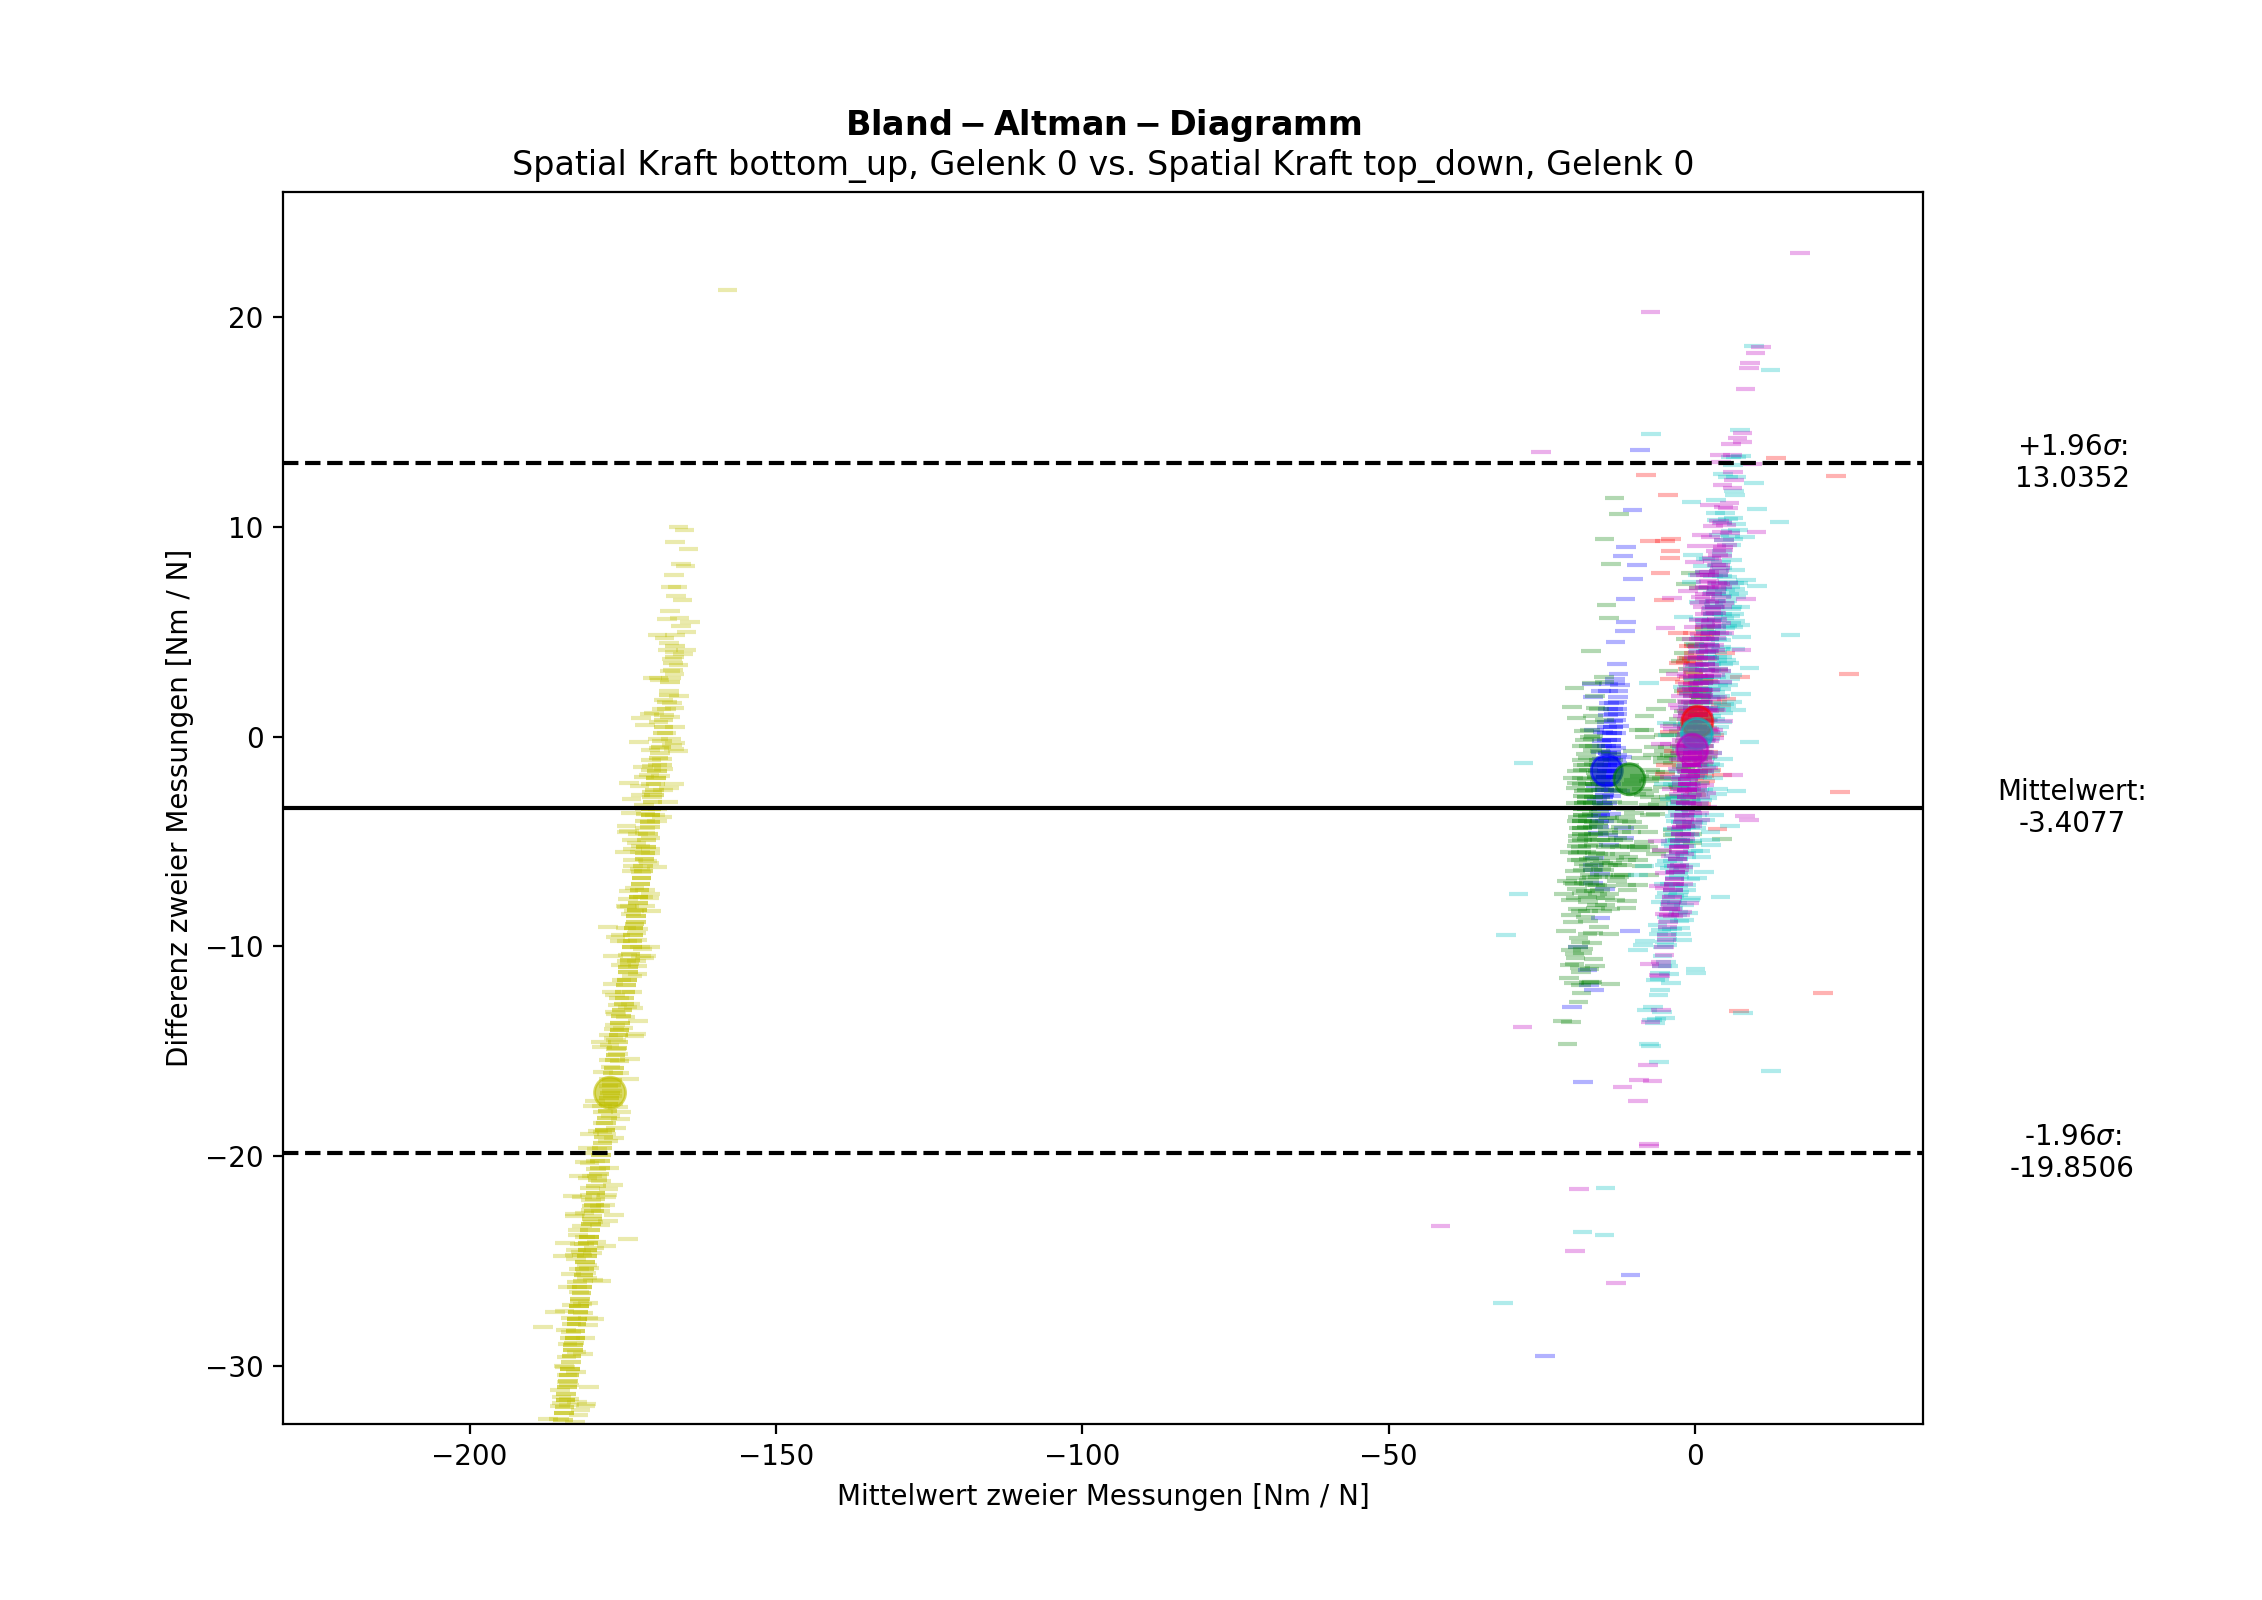 Bland−Altman−Diagramm
Spatial Kraft bottom_up, Gelenk 0 vs. Spatial Kraft top_down, Gelenk 0
Differenz zweier Messungen [Nm / N]
20
10
0
−10
−20
−30
−200
−150
−100
−50
0
Mittelwert zweier Messungen [Nm / N]
+1.96σ:
13.0352
Mittelwert:
-3.4077
-1.96σ:
-19.8506